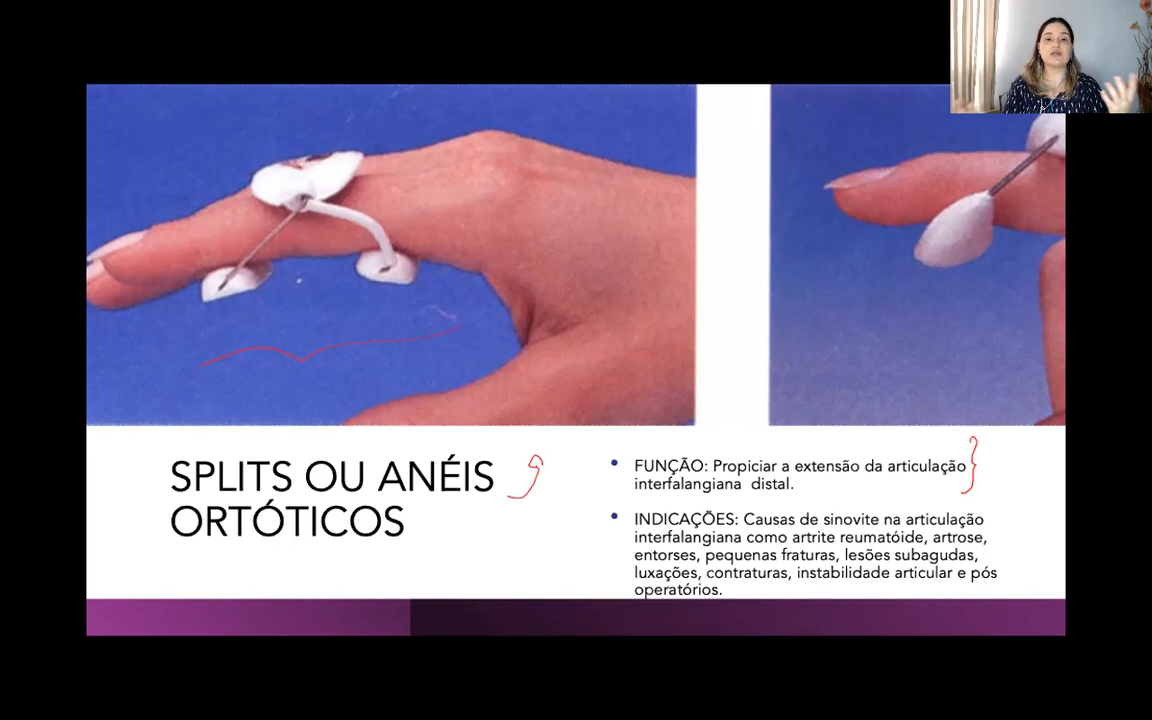 SPLITS OU ANÉIS
ORTÓTICOS
• FUNÇÃO: Propiciar a extensão da articulação
interfalangiana distal.
• INDICAÇÕES: Causas de sinovite na articulação
interfalangiana como artrite reumatóide, artrose,
entorses, pequenas fraturas, lesões subagudas,
luxações, contraturas, instabilidade articular e pós
operatórios.